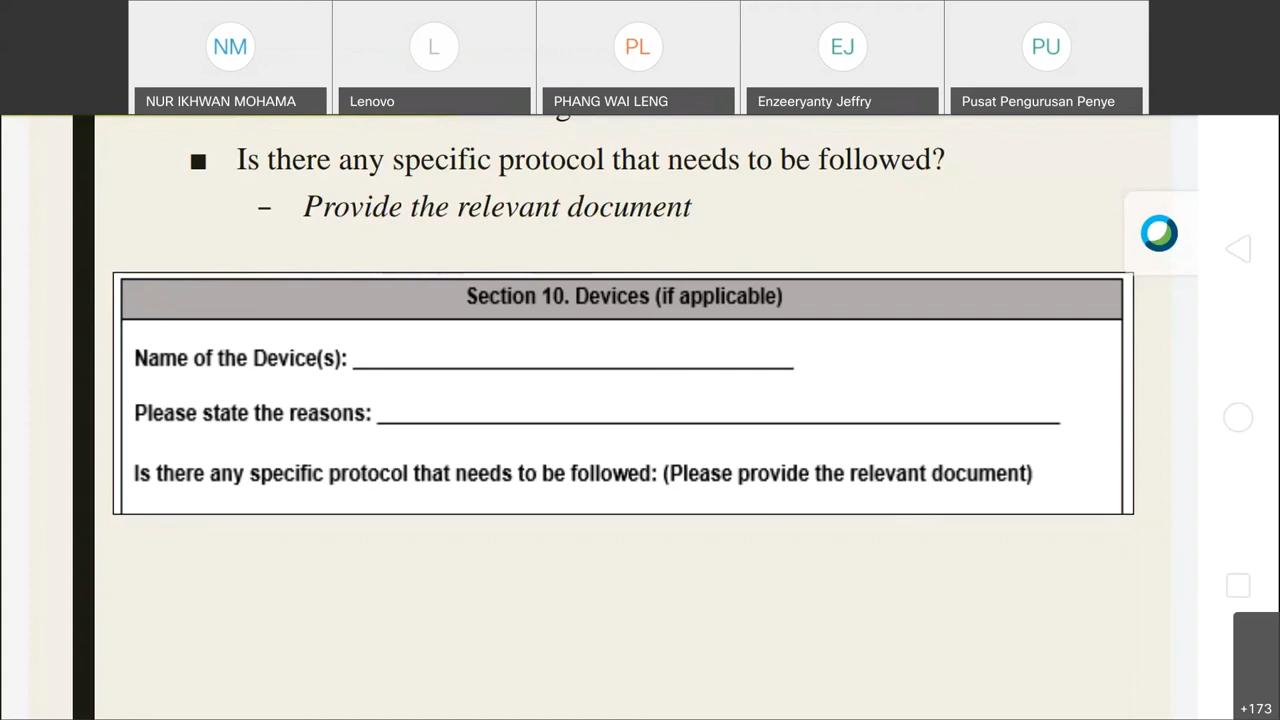 NM
L
PL
EJ
PU
NUR IKHWAN MOHAMA
Lenovo
PHANG WAI LENG
Enzeeryanty Jeffry
Pusat Pengurusan Penye
■ Is there any specific protocol that needs to be followed?
– Provide the relevant document
Section 10. Devices (if applicable)
Name of the Device(s): ____________________
Please state the reasons: ____________________
Is there any specific protocol that needs to be followed: (Please provide the relevant document)
+173